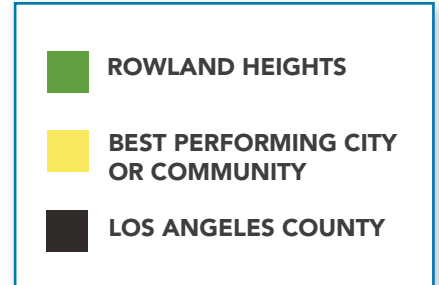 ROWLAND HEIGHTS
BEST PERFORMING CITY
OR COMMUNITY
LOS ANGELES COUNTY